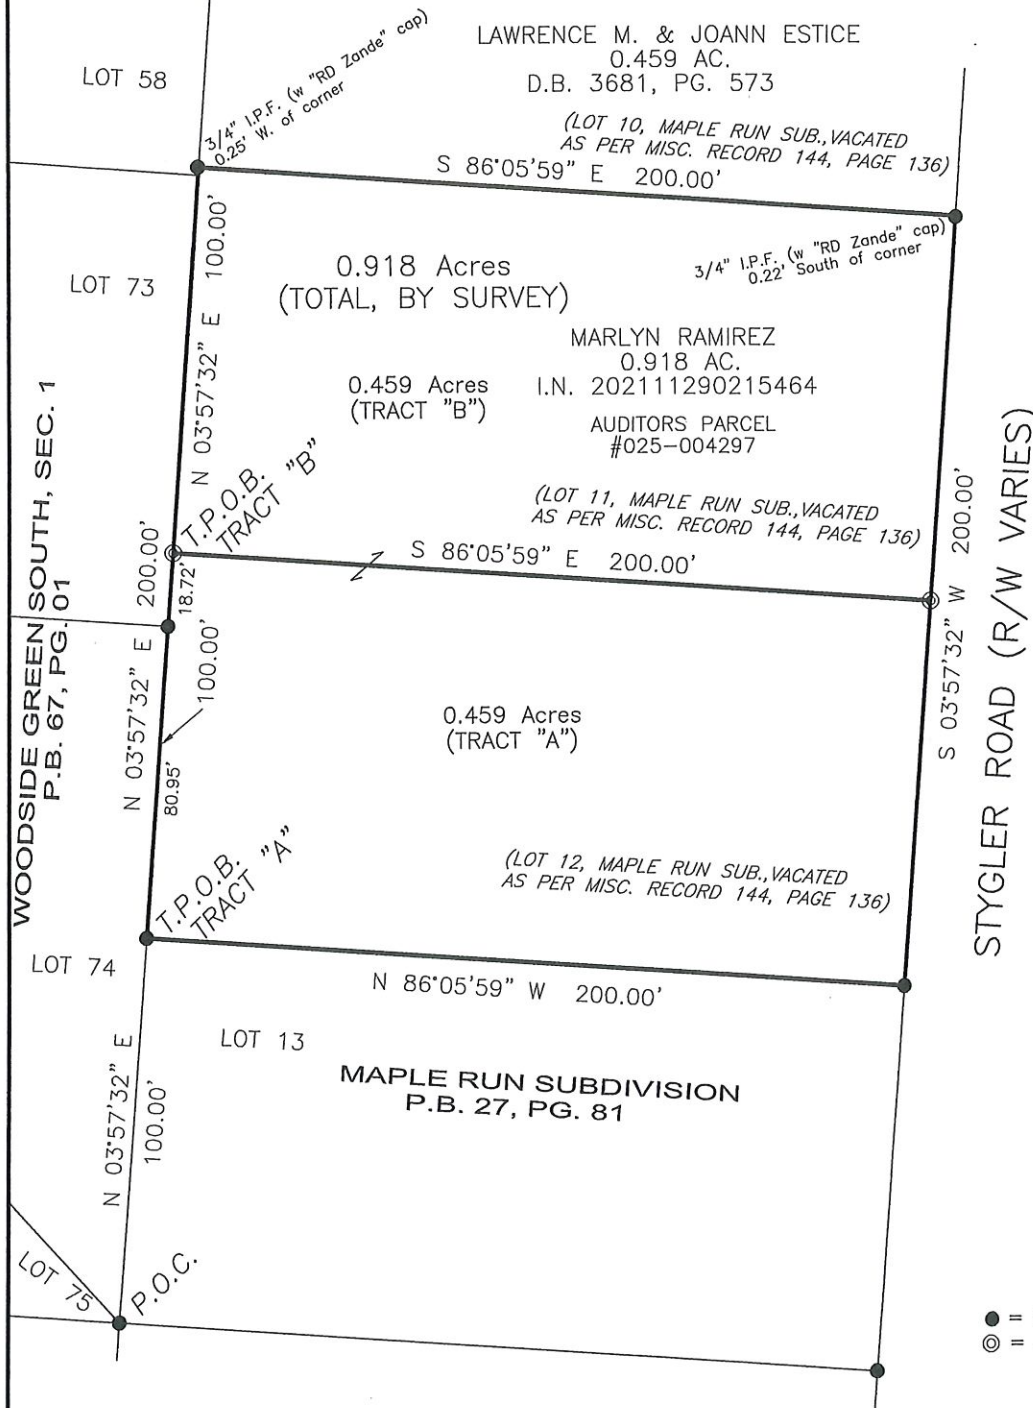 LAWRENCE M. & JOANN ESTICE
0.459 AC.
D.B. 3681, PG. 573
LOT 58
3/4" I.P.F. (w "RD Zande" cap)
0.25' W. of corner
(LOT 10, MAPLE RUN SUB.,VACATED
AS PER MISC. RECORD 144, PAGE 136)
S 86°05'59" E 200.00'
3/4" I.P.F. (w "RD Zande" cap)
0.22' South of corner
LOT 73
N 03°57'32" E 100.00'
0.918 Acres
(TOTAL, BY SURVEY)
MARLYN RAMIREZ
0.918 AC.
I.N. 202111290215464
0.459 Acres
(TRACT "B")
AUDITORS PARCEL
#025-004297
(LOT 11, MAPLE RUN SUB.,VACATED
AS PER MISC. RECORD 144, PAGE 136)
T.P.O.B.
TRACT "B"
S 86°05'59" E 200.00'
WOODSIDE GREEN SOUTH, SEC. 1
P.B. 67, PG. 01
N 03°57'32" E 200.00'
18.72'
100.00'
80.95'
S 03°57'32" W 200.00'
STYGLER ROAD (R/W VARIES)
0.459 Acres
(TRACT "A")
(LOT 12, MAPLE RUN SUB.,VACATED
AS PER MISC. RECORD 144, PAGE 136)
T.P.O.B.
TRACT "A"
LOT 74
N 86°05'59" W 200.00'
LOT 13
MAPLE RUN SUBDIVISION
P.B. 27, PG. 81
N 03°57'32" E
100.00'
LOT 75
P.O.C.
=
=